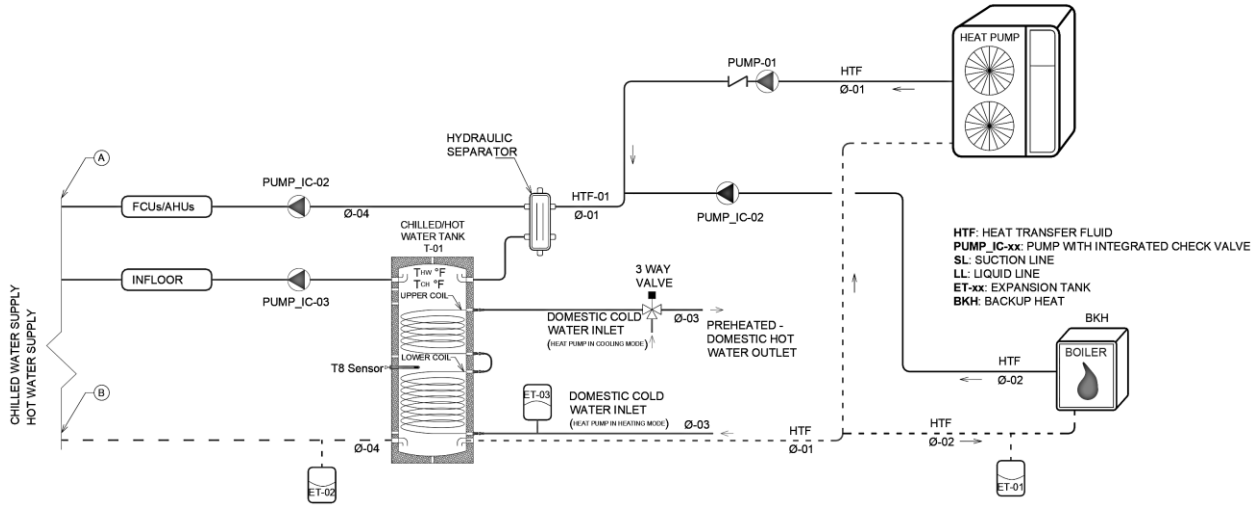 HEAT PUMP
PUMP-01
HTF
Ø-01
HYDRAULIC
SEPARATOR
A
PUMP_IC-02
HTF-01
FCUs/AHUs
Ø-04
Ø-01
PUMP_IC-02
CHILLED/HOT
WATER TANK
T-01
HTF: HEAT TRANSFER FLUID
PUMP_IC-xx: PUMP WITH INTEGRATED CHECK VALVE
SL: SUCTION LINE
LL: LIQUID LINE
ET-xx: EXPANSION TANK
BKH: BACKUP HEAT
INFLOOR
PUMP_IC-03
THW °F
TCH °F
UPPER COIL
3 WAY
VALVE
DOMESTIC COLD
WATER INLET
(HEAT PUMP IN COOLING MODE)
Ø-03
PREHEATED -
DOMESTIC HOT
WATER OUTLET
CHILLED WATER SUPPLY
HOT WATER SUPPLY
BKH
BOILER
HTF
Ø-02
LOWER COIL
T8 Sensor
ET-03
DOMESTIC COLD
WATER INLET
(HEAT PUMP IN HEATING MODE)
Ø-03
B
Ø-04
HTF
Ø-01
HTF
Ø-02
ET-02
ET-01